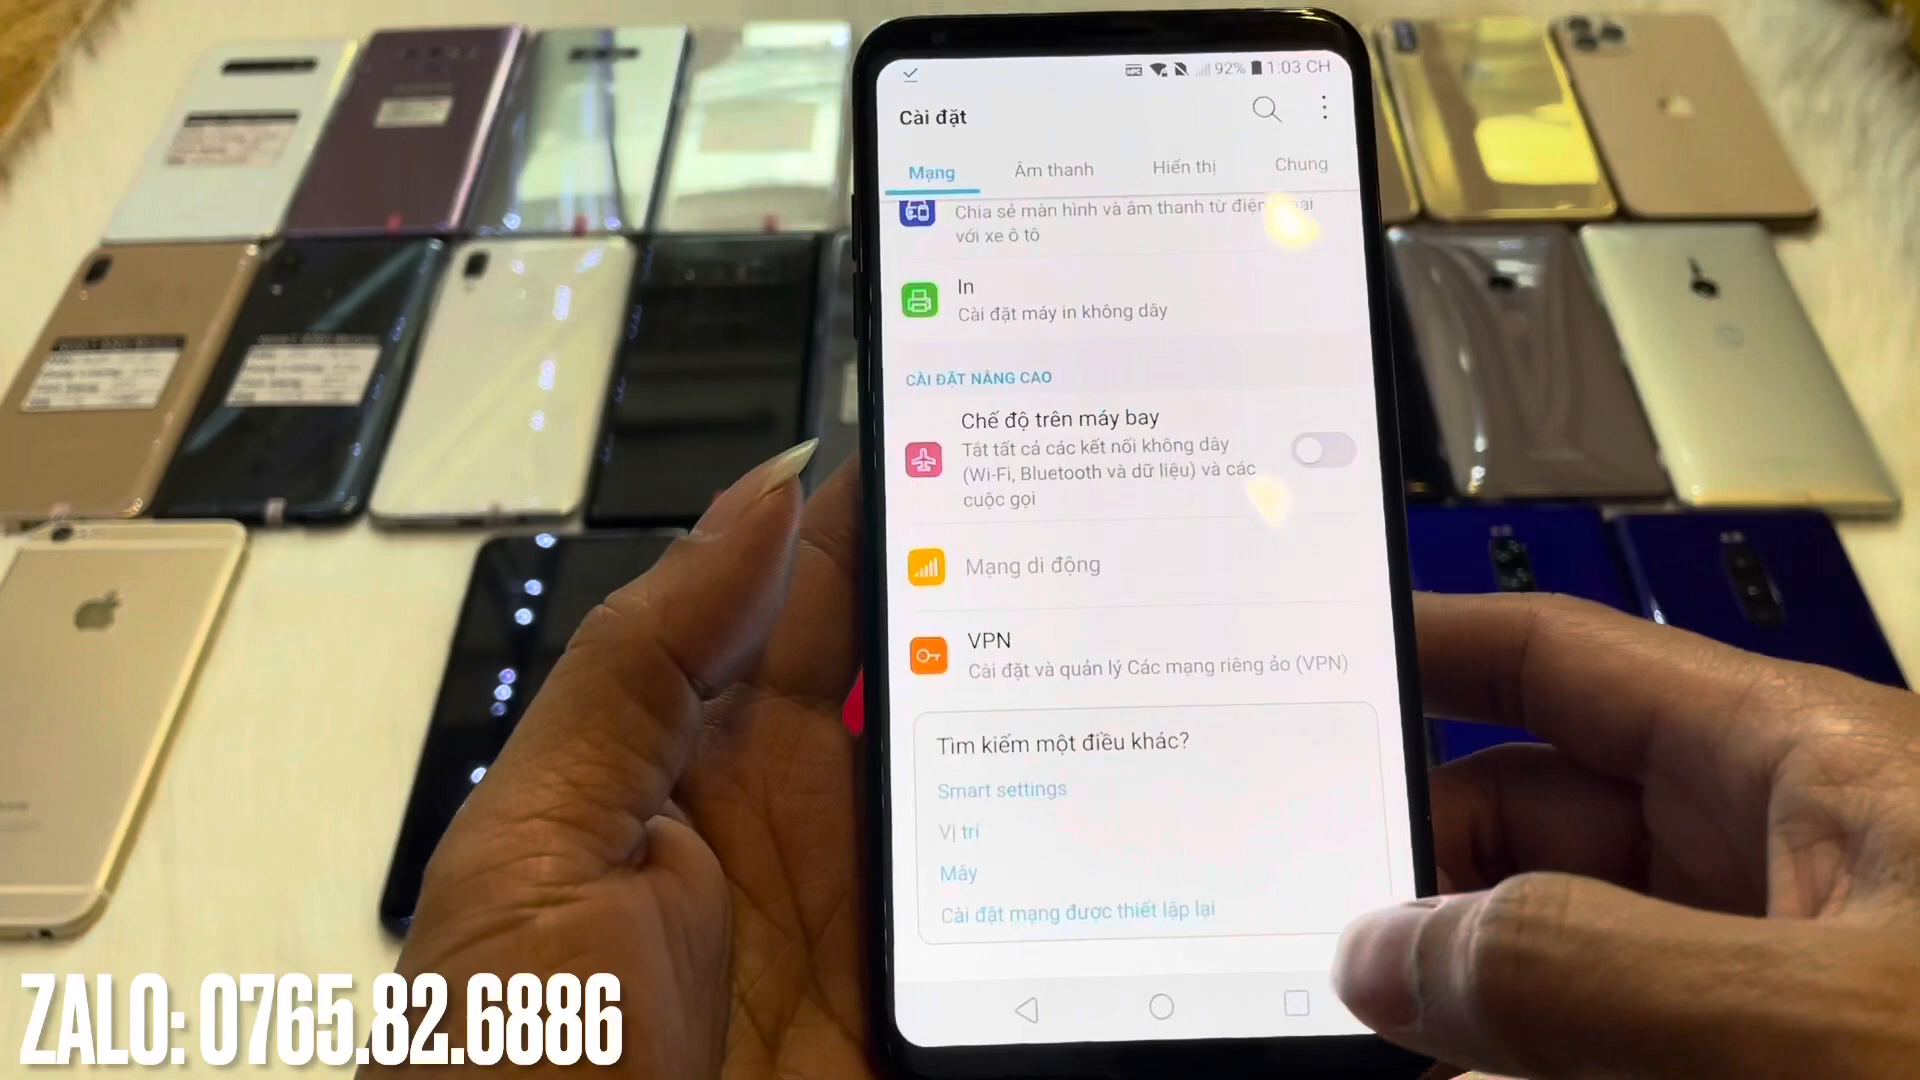 92% 1:03 CH
Cài đặt
Mạng Âm thanh Hiển thị Chung
Chia sẻ màn hình và âm thanh từ điện thoại
với xe ô tô
In
Cài đặt máy in không dây
CÀI ĐẶT NÂNG CAO
Chế độ trên máy bay
Tắt tất cả các kết nối không dây
(Wi-Fi, Bluetooth và dữ liệu) và các
cuộc gọi
Mạng di động
VPN
Cài đặt và quản lý Các mạng riêng ảo (VPN)
Tìm kiếm một điều khác?
Smart settings
Vị trí
Mây
Cài đặt mạng được thiết lập lại
ZALO: 0765.82.6886